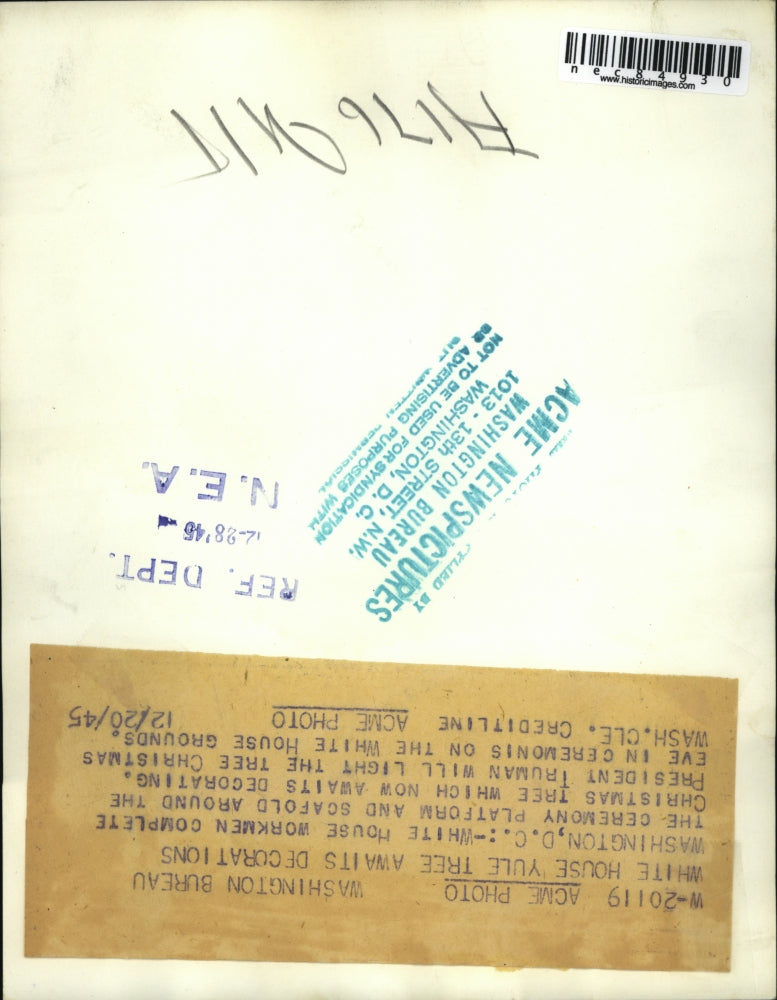 nec84930
www.historicimages.com
W-20119 ACME PHOTO WASHINGTON BUREAU
WHITE HOUSE YULE TREE AWAITS DECORATIONS
WASHINGTON, D.C.:-WHITE HOUSE WORKMEN COMPLETE
THE CEREMONY PLATFORM AND SCAFOLD AROUND THE
CHRISTMAS TREE WHICH NOW AWAITS DECORATING.
PRESIDENT TRUMAN WILL LIGHT THE TREE CHRISTMAS
EVE IN CEREMONIS ON THE WHITE HOUSE GROUNDS.
WASH.CLE. CREDITLINE ACME PHOTO 12/20/45
REF. DEPT.
12-28'45
N.E.A.
BY
ACME NEWSPICTURES
WASHINGTON BUREAU
1013 - 13th STREET, N.W.
WASHINGTON, D. C.
NOT TO BE USED FOR SYNDICATION
ADVERTISING PURPOSES WITH